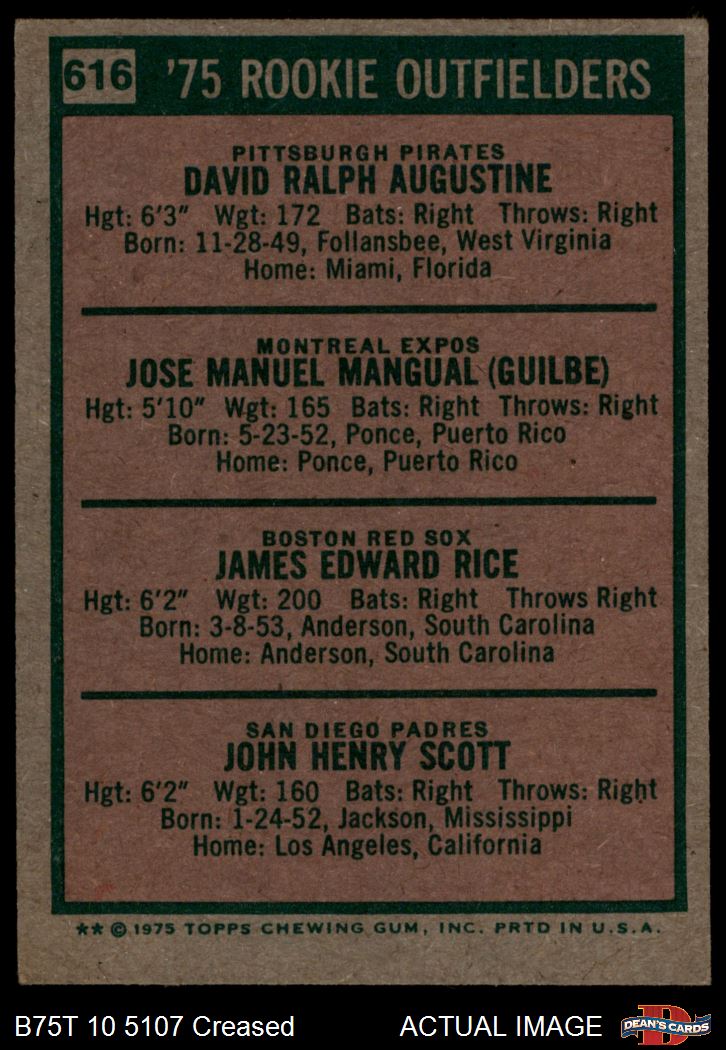 616 '75 ROOKIE OUTFIELDERS
PITTSBURGH PIRATES
DAVID RALPH AUGUSTINE
Hgt: 6'3" Wgt: 172 Bats: Right Throws: Right
Born: 11-28-49, Follansbee, West Virginia
Home: Miami, Florida
MONTREAL EXPOS
JOSE MANUEL MANGUAL (GUILBE)
Hgt: 5'10" Wgt: 165 Bats: Right Throws: Right
Born: 5-23-52, Ponce, Puerto Rico
Home: Ponce, Puerto Rico
BOSTON RED SOX
JAMES EDWARD RICE
Hgt: 6'2" Wgt: 200 Bats: Right Throws Right
Born: 3-8-53, Anderson, South Carolina
Home: Anderson, South Carolina
SAN DIEGO PADRES
JOHN HENRY SCOTT
Hgt: 6'2" Wgt: 160 Bats: Right Throws: Right
Born: 1-24-52, Jackson, Mississippi
Home: Los Angeles, California
** © 1975 TOPPS CHEWING GUM, INC. PRTD IN U.S.A.
B75T 10 5107 Creased ACTUAL IMAGE
D
DEAN'S CARDS